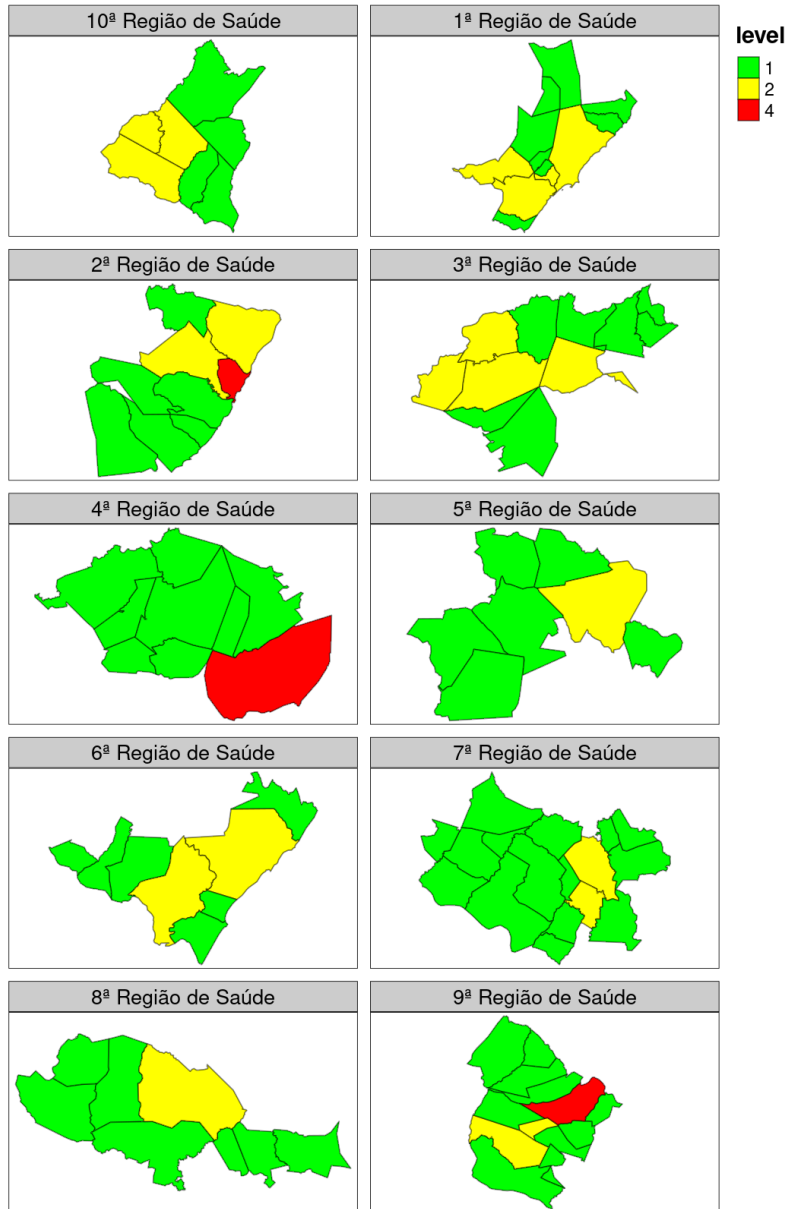 10ª Região de Saúde
1ª Região de Saúde
level
1
2
4
2ª Região de Saúde
3ª Região de Saúde
4ª Região de Saúde
5ª Região de Saúde
6ª Região de Saúde
7ª Região de Saúde
8ª Região de Saúde
9ª Região de Saúde